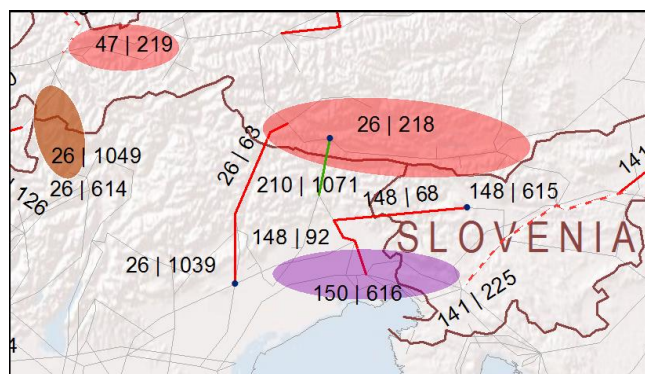 47 | 219
26 | 218
26 | 63
26 | 1049
26 | 614
| 126
210 | 1071
148 | 68
148 | 615
141
148 | 92
SLOVENIA
26 | 1039
150 | 616
141 | 225
4